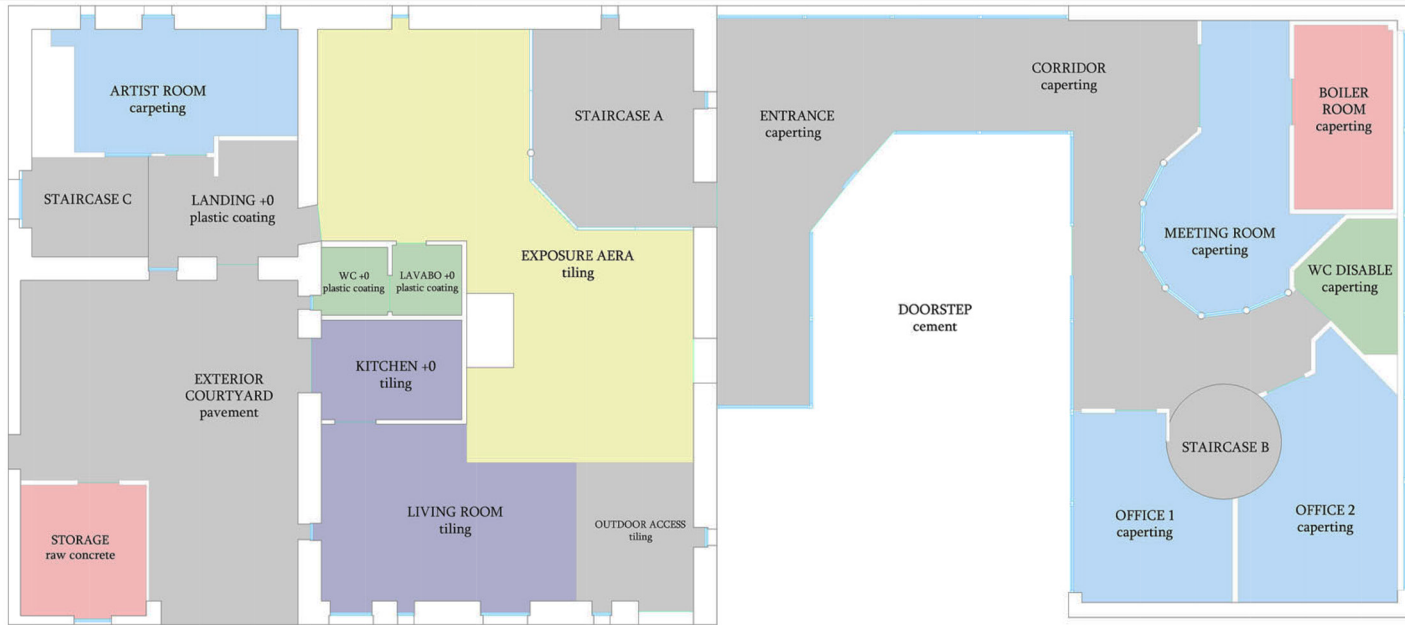 ARTIST ROOM
carpeting
STAIRCASE A
ENTRANCE
caperting
CORRIDOR
caperting
BOILER
ROOM
caperting
STAIRCASE C
LANDING +0
plastic coating
EXPOSURE AERA
tiling
MEETING ROOM
caperting
WC +0
plastic coating
LAVABO +0
plastic coating
WC DISABLE
caperting
DOORSTEP
cement
KITCHEN +0
tiling
EXTERIOR
COURTYARD
pavement
STAIRCASE B
LIVING ROOM
tiling
OUTDOOR ACCESS
tiling
OFFICE 1
caperting
OFFICE 2
caperting
STORAGE
raw concrete